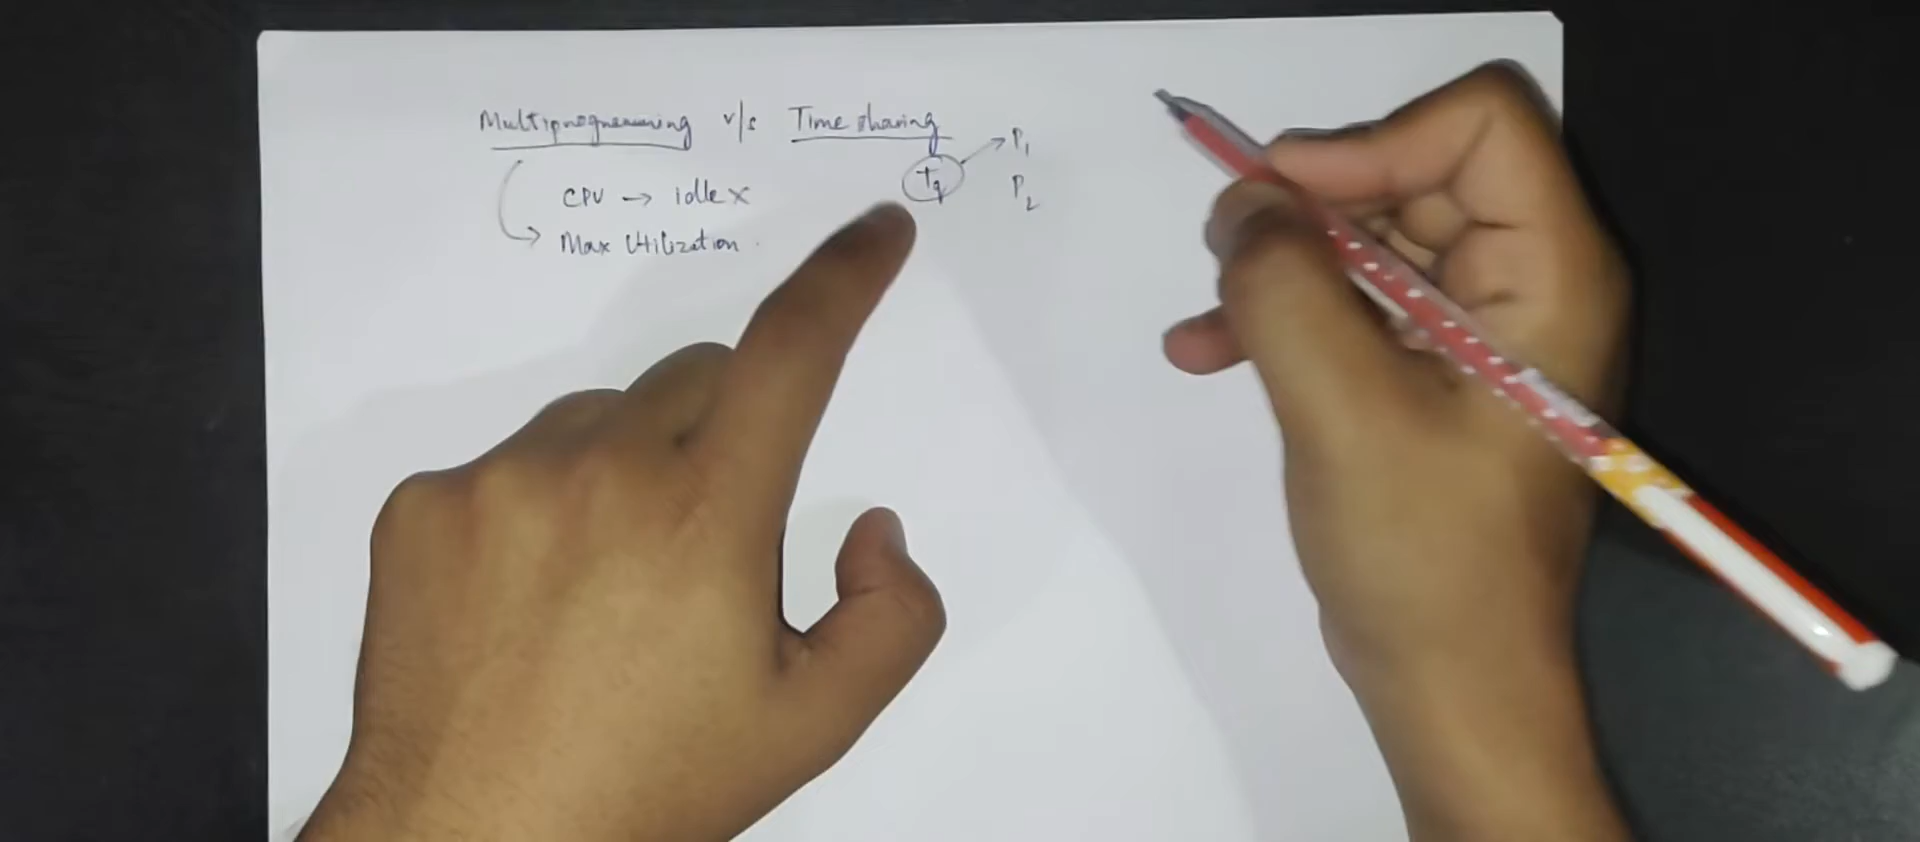 Multiprogramming v/s Time sharing
Tq → P1
P2
CPU → idle x
→ Max Utilization.